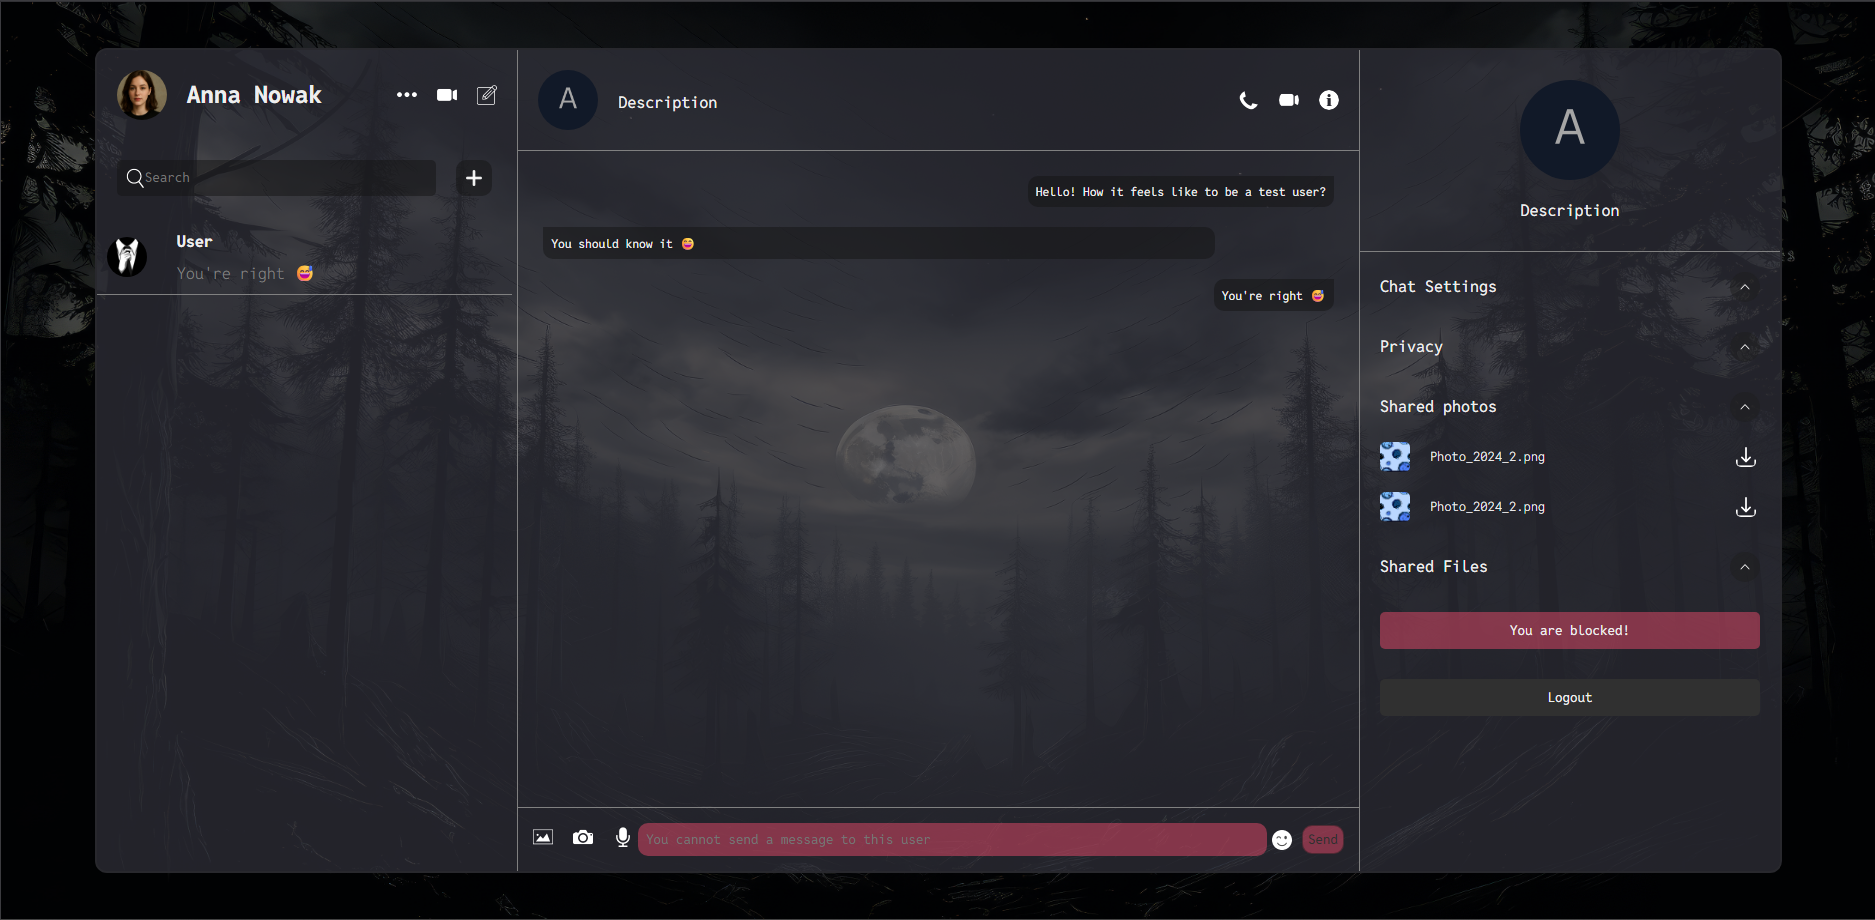 Anna Nowak
Search
User
You're right 😅
A
Description
Hello! How it feels like to be a test user?
You should know it 😅
You're right 😅
You cannot send a message to this user
Send
A
Description
Chat Settings
Privacy
Shared photos
Photo_2024_2.png
Photo_2024_2.png
Shared Files
You are blocked!
Logout